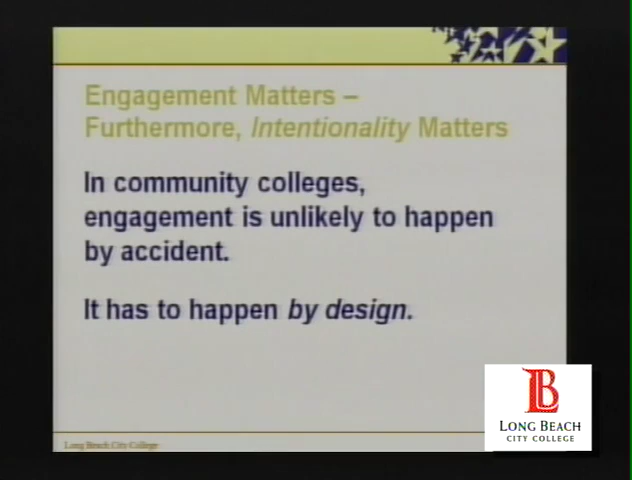 Engagement Matters –
Furthermore, Intentionality Matters
In community colleges,
engagement is unlikely to happen
by accident.
It has to happen by design.
Long Beach City College
LB
LONG BEACH
CITY COLLEGE